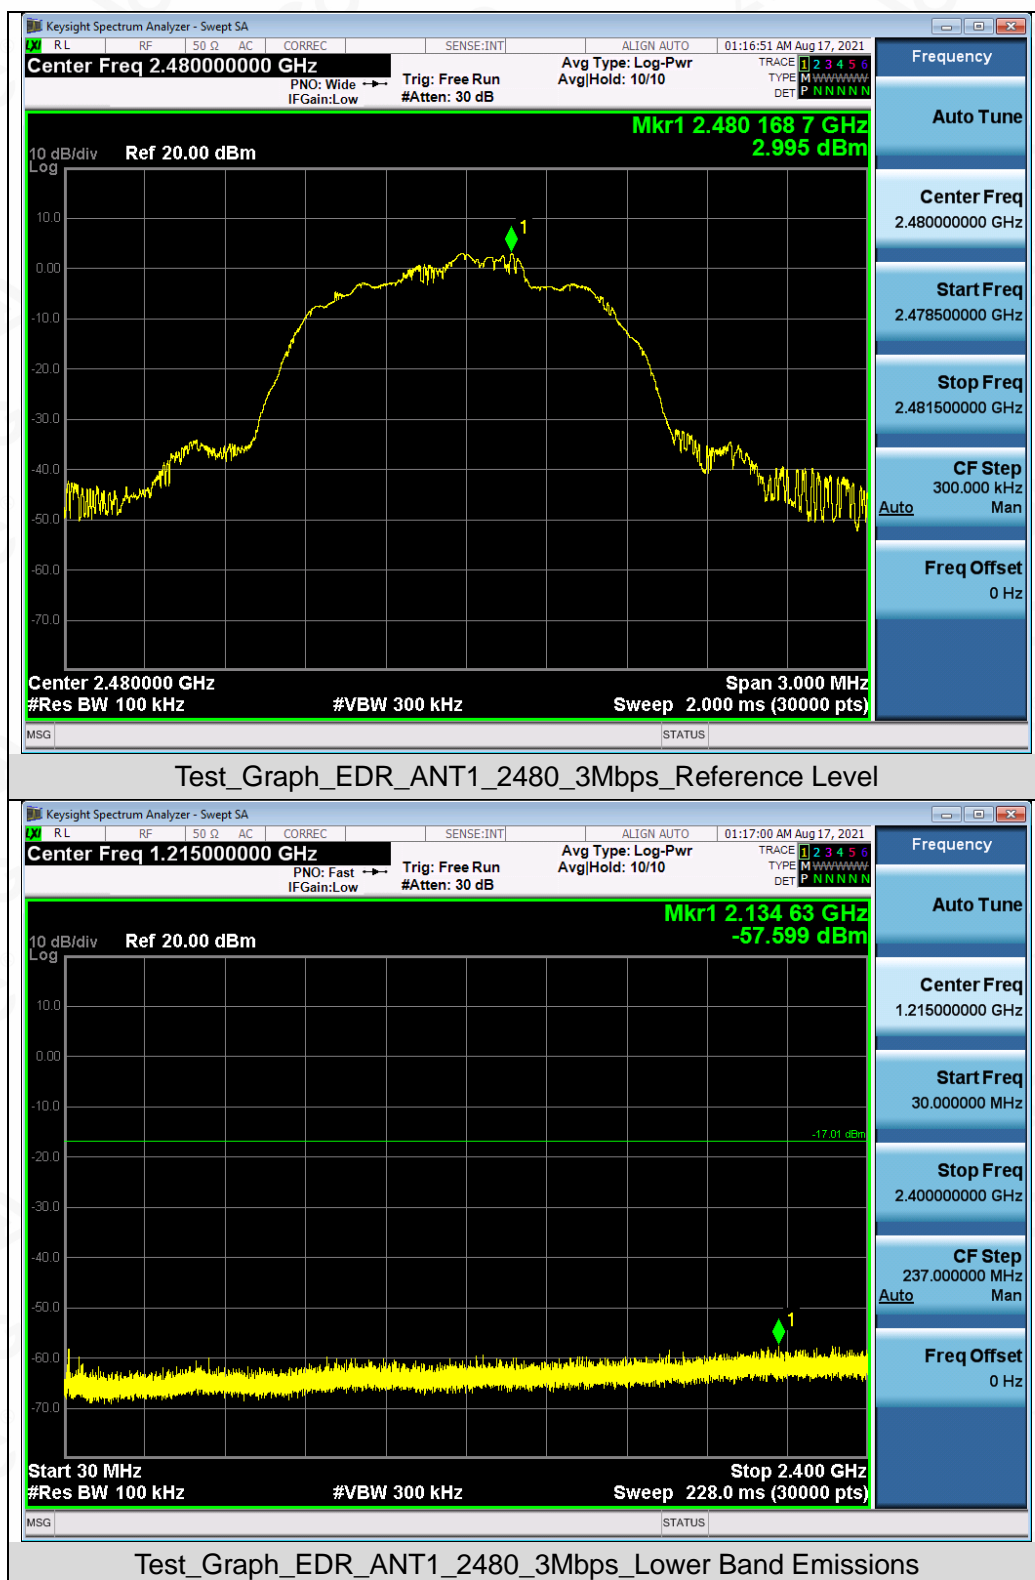 Keysight Spectrum Analyzer - Swept SA
LXI RL RF 50 Ω AC CORREC SENSE:INT ALIGN AUTO 01:16:51 AM Aug 17, 2021
Center Freq 2.480000000 GHz
PNO: Wide
IFGain:Low
Trig: Free Run
#Atten: 30 dB
Avg Type: Log-Pwr
Avg|Hold: 10/10
TRACE 1 2 3 4 5 6
TYPE M WWWWW
DET P N N N N N
Mkr1 2.480 168 7 GHz
2.995 dBm
10 dB/div Ref 20.00 dBm
Log
10.0
0.00
-10.0
-20.0
-30.0
-40.0
-50.0
-60.0
-70.0
1
Center 2.480000 GHz Span 3.000 MHz
#Res BW 100 kHz #VBW 300 kHz Sweep 2.000 ms (30000 pts)
MSG STATUS
Frequency
Auto Tune
Center Freq
2.480000000 GHz
Start Freq
2.478500000 GHz
Stop Freq
2.481500000 GHz
CF Step
300.000 kHz
Auto Man
Freq Offset
0 Hz
Test_Graph_EDR_ANT1_2480_3Mbps_Reference Level
Keysight Spectrum Analyzer - Swept SA
LXI RL RF 50 Ω AC CORREC SENSE:INT ALIGN AUTO 01:17:00 AM Aug 17, 2021
Center Freq 1.215000000 GHz
PNO: Fast
IFGain:Low
Trig: Free Run
#Atten: 30 dB
Avg Type: Log-Pwr
Avg|Hold: 10/10
TRACE 1 2 3 4 5 6
TYPE M WWWWW
DET P N N N N N
Mkr1 2.134 63 GHz
-57.599 dBm
10 dB/div Ref 20.00 dBm
Log
10.0
0.00
-10.0
-17.01 dBm
-20.0
-30.0
-40.0
-50.0
-60.0
-70.0
1
Start 30 MHz Stop 2.400 GHz
#Res BW 100 kHz #VBW 300 kHz Sweep 228.0 ms (30000 pts)
MSG STATUS
Frequency
Auto Tune
Center Freq
1.215000000 GHz
Start Freq
30.000000 MHz
Stop Freq
2.400000000 GHz
CF Step
237.000000 MHz
Auto Man
Freq Offset
0 Hz
Test_Graph_EDR_ANT1_2480_3Mbps_Lower Band Emissions